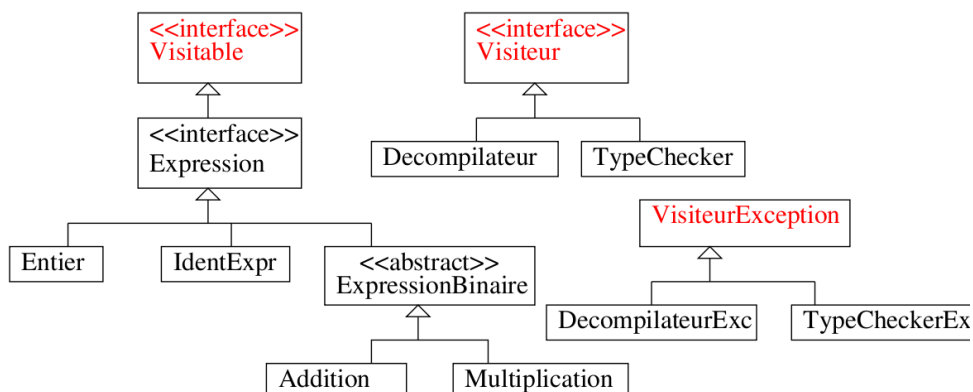 <<interface>>
Visitable
<<interface>>
Visiteur
<<interface>>
Expression
Decompilateur
TypeChecker
VisiteurException
Entier
IdentExpr
<<abstract>>
ExpressionBinaire
DecompilateurExc
TypeCheckerEx
Addition
Multiplication